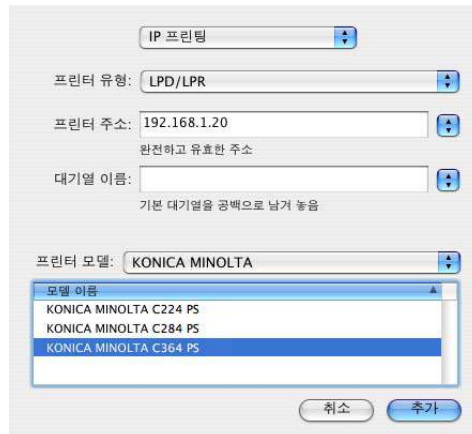 IP 프린팅
프린터 유형: LPD/LPR
프린터 주소: 192.168.1.20
완전하고 유효한 주소
대기열 이름:
기본 대기열을 공백으로 남겨 놓음
프린터 모델: KONICA MINOLTA
모델 이름
KONICA MINOLTA C224 PS
KONICA MINOLTA C284 PS
KONICA MINOLTA C364 PS
취소 추가